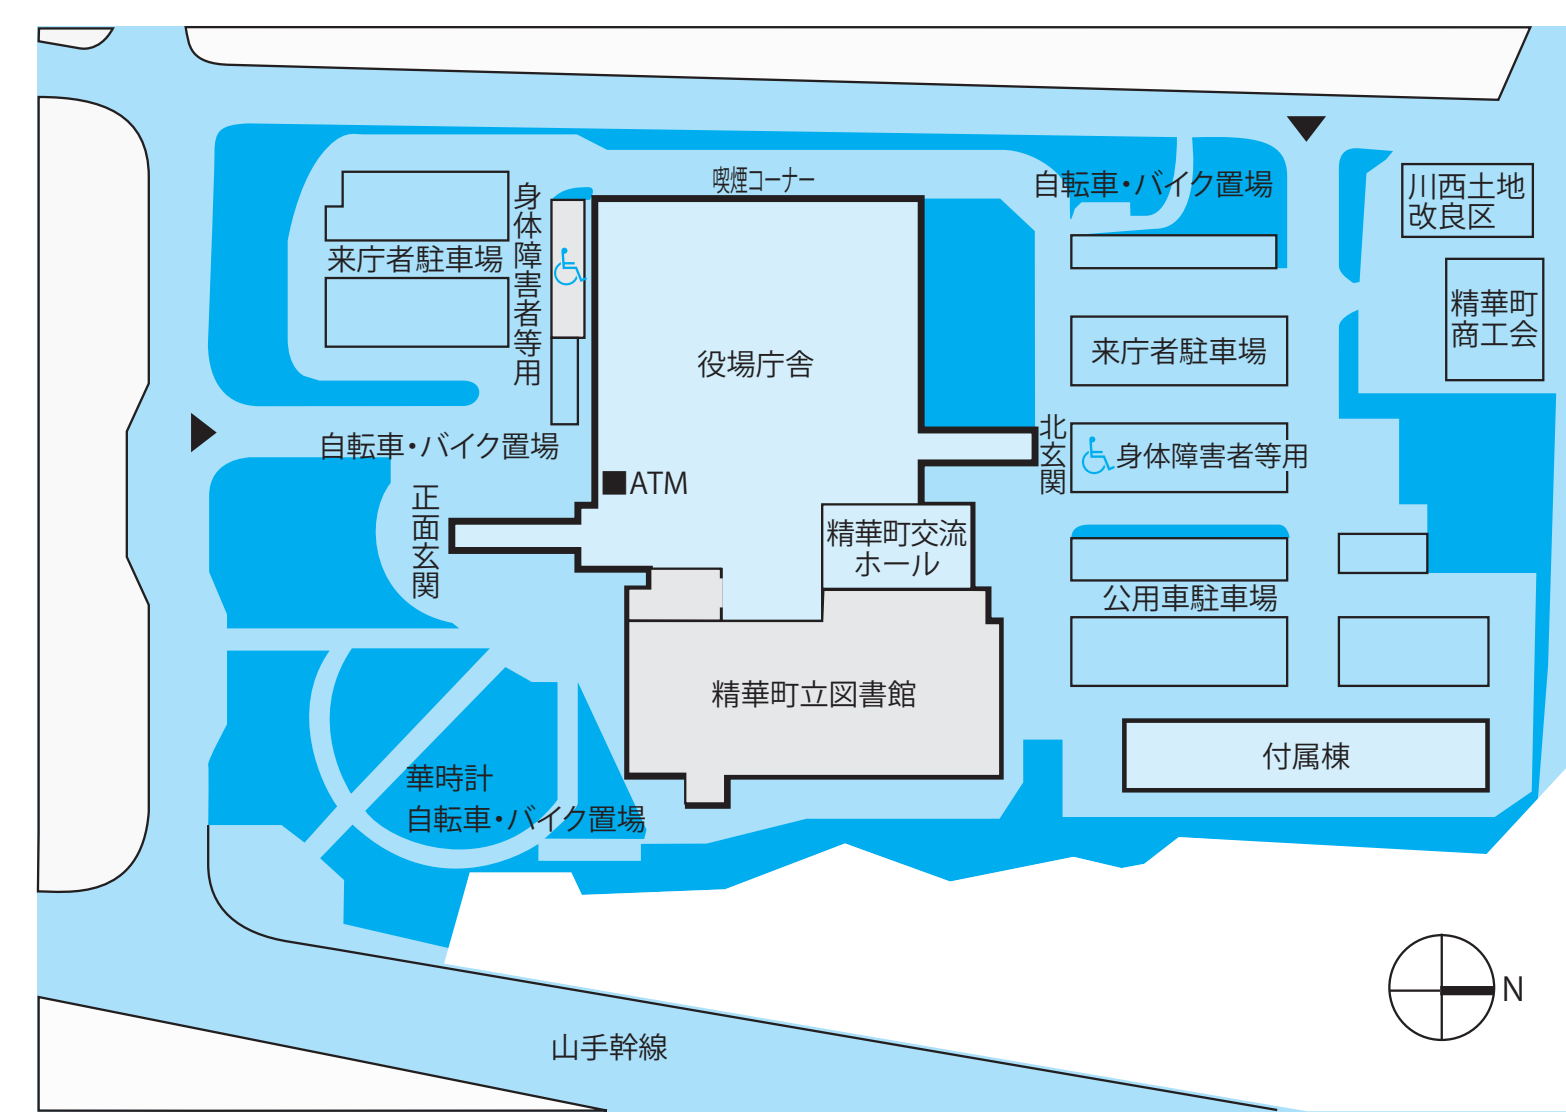 喫煙コーナー
自転車・バイク置場
川西土地
改良区
身体障害者等用
来庁者駐車場
精華町
商工会
来庁者駐車場
役場庁舎
北玄関
身体障害者等用
自転車・バイク置場
ATM
正面玄関
精華町交流
ホール
公用車駐車場
精華町立図書館
付属棟
華時計
自転車・バイク置場
N
山手幹線